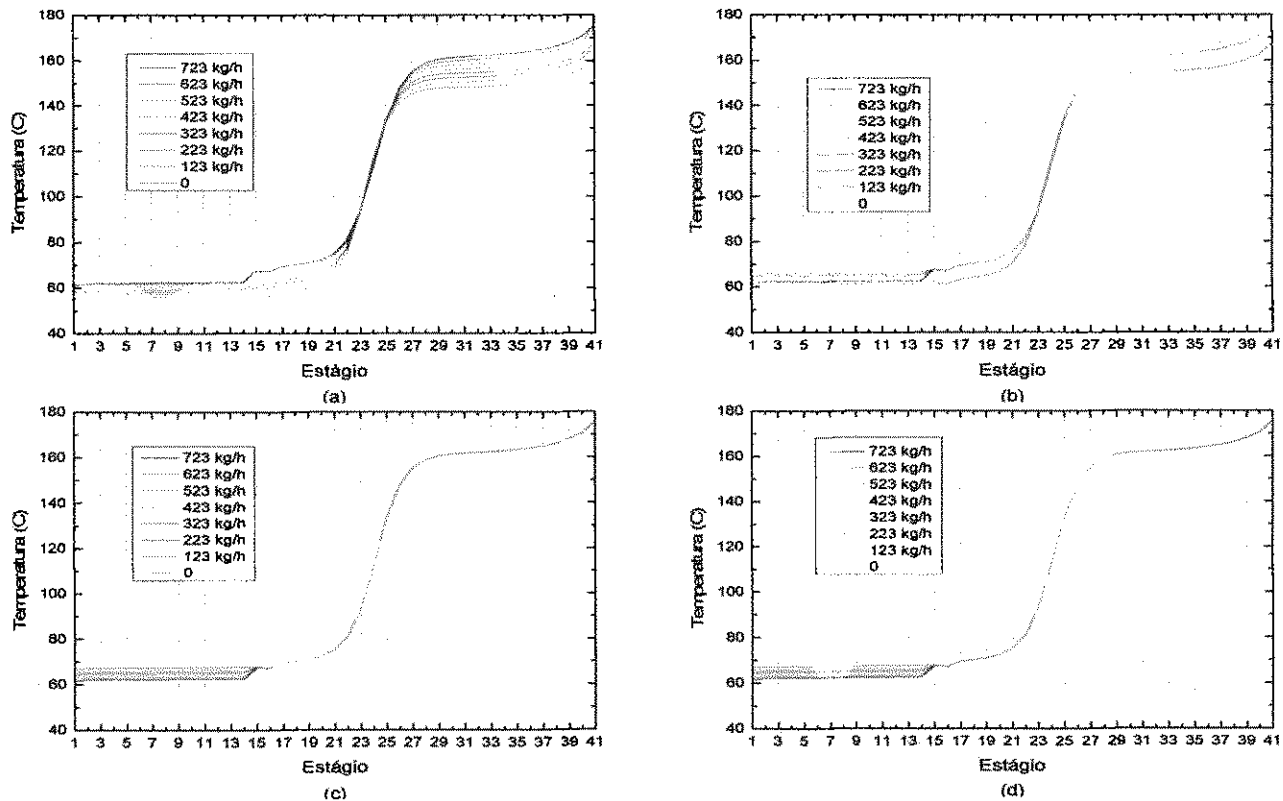 180
160
140
120
100
80
60
40
Temperatura (C)
723 kg/h
623 kg/h
523 kg/h
423 kg/h
323 kg/h
223 kg/h
123 kg/h
0
1 3 5 7 9 11 13 15 17 19 21 23 25 27 29 31 33 35 37 39 41
Estágio
(a)
180
160
140
120
100
80
60
40
Temperatura (C)
723 kg/h
623 kg/h
523 kg/h
423 kg/h
323 kg/h
223 kg/h
123 kg/h
0
1 3 5 7 9 11 13 15 17 19 21 23 25 27 29 31 33 35 37 39 41
Estágio
(b)
180
160
140
120
100
80
60
40
Temperatura (C)
723 kg/h
623 kg/h
523 kg/h
423 kg/h
323 kg/h
223 kg/h
123 kg/h
0
1 3 5 7 9 11 13 15 17 19 21 23 25 27 29 31 33 35 37 39 41
Estágio
(c)
180
160
140
120
100
80
60
40
Temperatura (C)
723 kg/h
623 kg/h
523 kg/h
423 kg/h
323 kg/h
223 kg/h
123 kg/h
0
1 3 5 7 9 11 13 15 17 19 21 23 25 27 29 31 33 35 37 39 41
Estágio
(d)